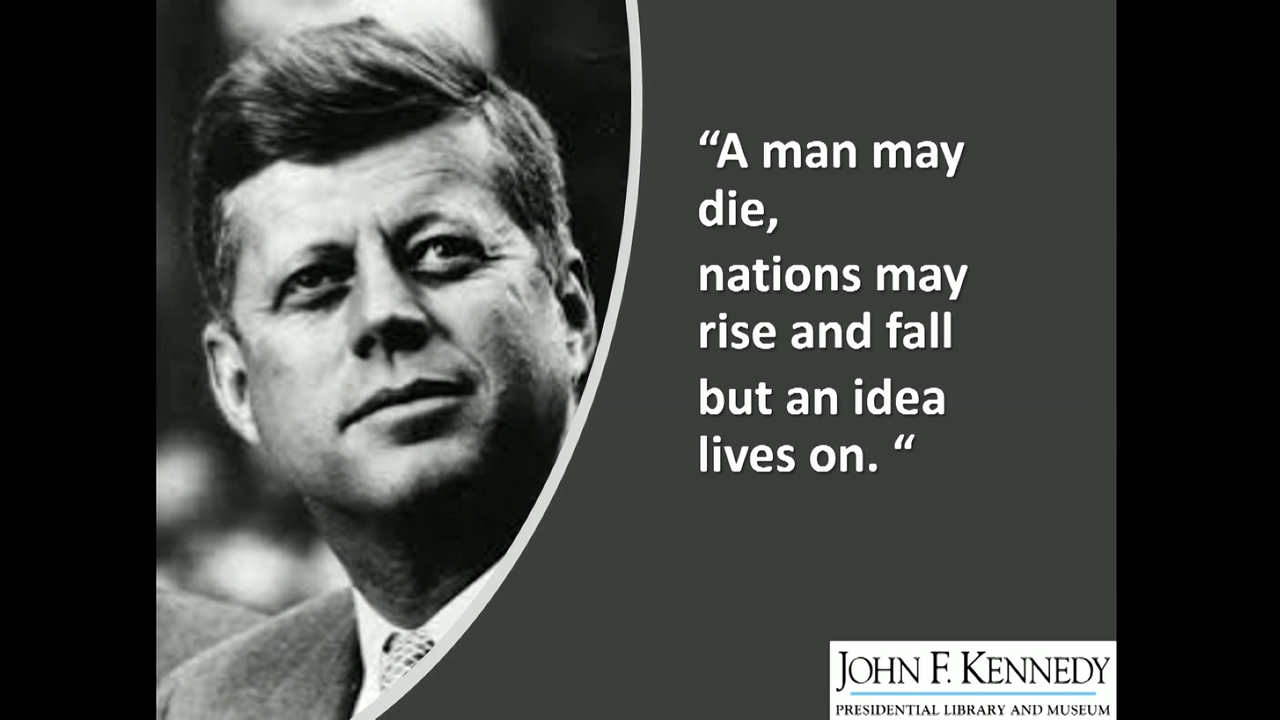 “A man may
die,
nations may
rise and fall
but an idea
lives on. “
JOHN F. KENNEDY
PRESIDENTIAL LIBRARY AND MUSEUM